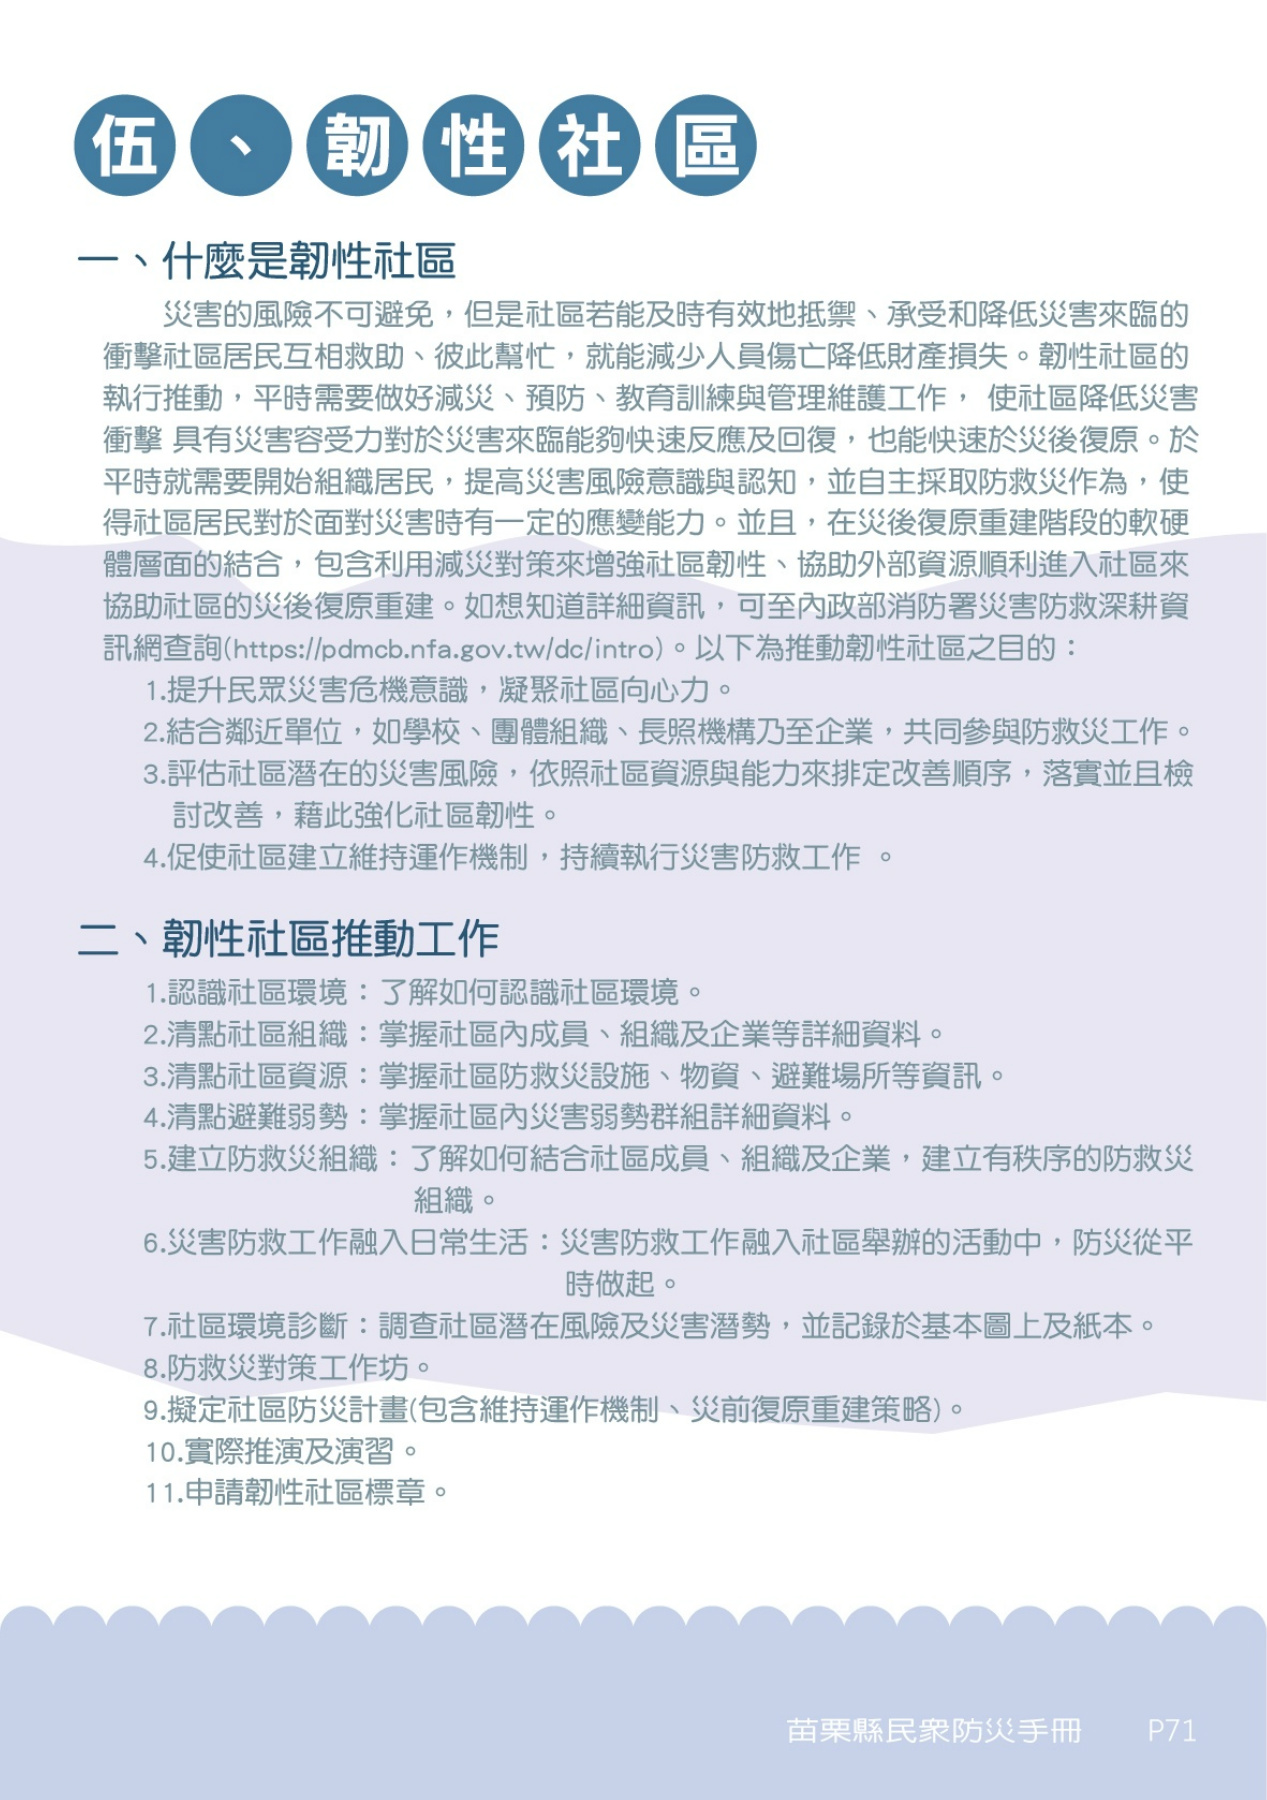 伍、韌性社區
一、什麼是韌性社區
災害的風險不可避免，但是社區若能及時有效地抵禦、承受和降低災害來臨的
衝擊社區居民互相救助、彼此幫忙，就能減少人員傷亡降低財產損失。韌性社區的
執行推動，平時需要做好減災、預防、教育訓練與管理維護工作， 使社區降低災害
衝擊 具有災害容受力對於災害來臨能夠快速反應及回復，也能快速於災後復原。於
平時就需要開始組織居民，提高災害風險意識與認知，並自主採取防救災作為，使
得社區居民對於面對災害時有一定的應變能力。並且，在災後復原重建階段的軟硬
體層面的結合，包含利用減災對策來增強社區韌性、協助外部資源順利進入社區來
協助社區的災後復原重建。如想知道詳細資訊，可至內政部消防署災害防救深耕資
訊網查詢(https://pdmcb.nfa.gov.tw/dc/intro)。以下為推動韌性社區之目的：
1.提升民眾災害危機意識，凝聚社區向心力。
2.結合鄰近單位，如學校、團體組織、長照機構乃至企業，共同參與防救災工作。
3.評估社區潛在的災害風險，依照社區資源與能力來排定改善順序，落實並且檢
討改善，藉此強化社區韌性。
4.促使社區建立維持運作機制，持續執行災害防救工作 。
二、韌性社區推動工作
1.認識社區環境：了解如何認識社區環境。
2.清點社區組織：掌握社區內成員、組織及企業等詳細資料。
3.清點社區資源：掌握社區防救災設施、物資、避難場所等資訊。
4.清點避難弱勢：掌握社區內災害弱勢群組詳細資料。
5.建立防救災組織：了解如何結合社區成員、組織及企業，建立有秩序的防救災
組織。
6.災害防救工作融入日常生活：災害防救工作融入社區舉辦的活動中，防災從平
時做起。
7.社區環境診斷：調查社區潛在風險及災害潛勢，並記錄於基本圖上及紙本。
8.防救災對策工作坊。
9.擬定社區防災計畫(包含維持運作機制、災前復原重建策略)。
10.實際推演及演習。
11.申請韌性社區標章。
苗栗縣民眾防災手冊 P71